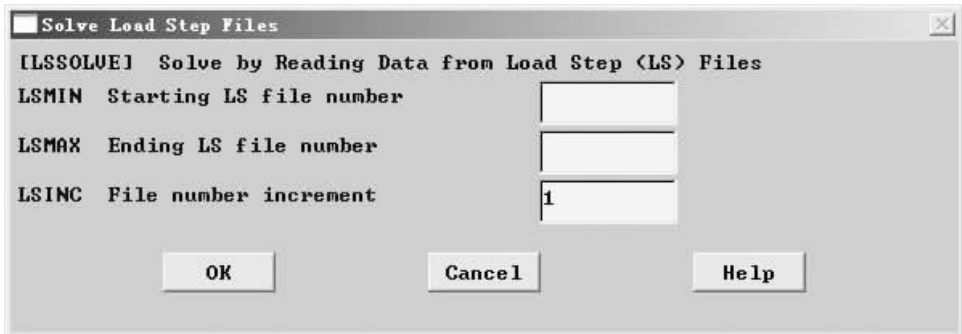 Solve Load Step Files
[LSSOLVE] Solve by Reading Data from Load Step (LS) Files
LSMIN Starting LS file number
LSMAX Ending LS file number
LSINC File number increment 1
OK Cancel Help